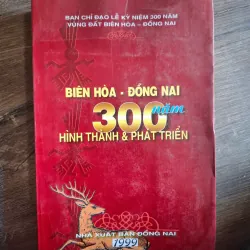 BAN CHỈ ĐẠO LỄ KỶ NIỆM 300 NĂM
VÙNG ĐẤT BIÊN HÒA - ĐỒNG NAI
BIÊN HÒA - ĐỒNG NAI
300 năm
HÌNH THÀNH & PHÁT TRIỂN
NHÀ XUẤT BẢN ĐỒNG NAI
1999